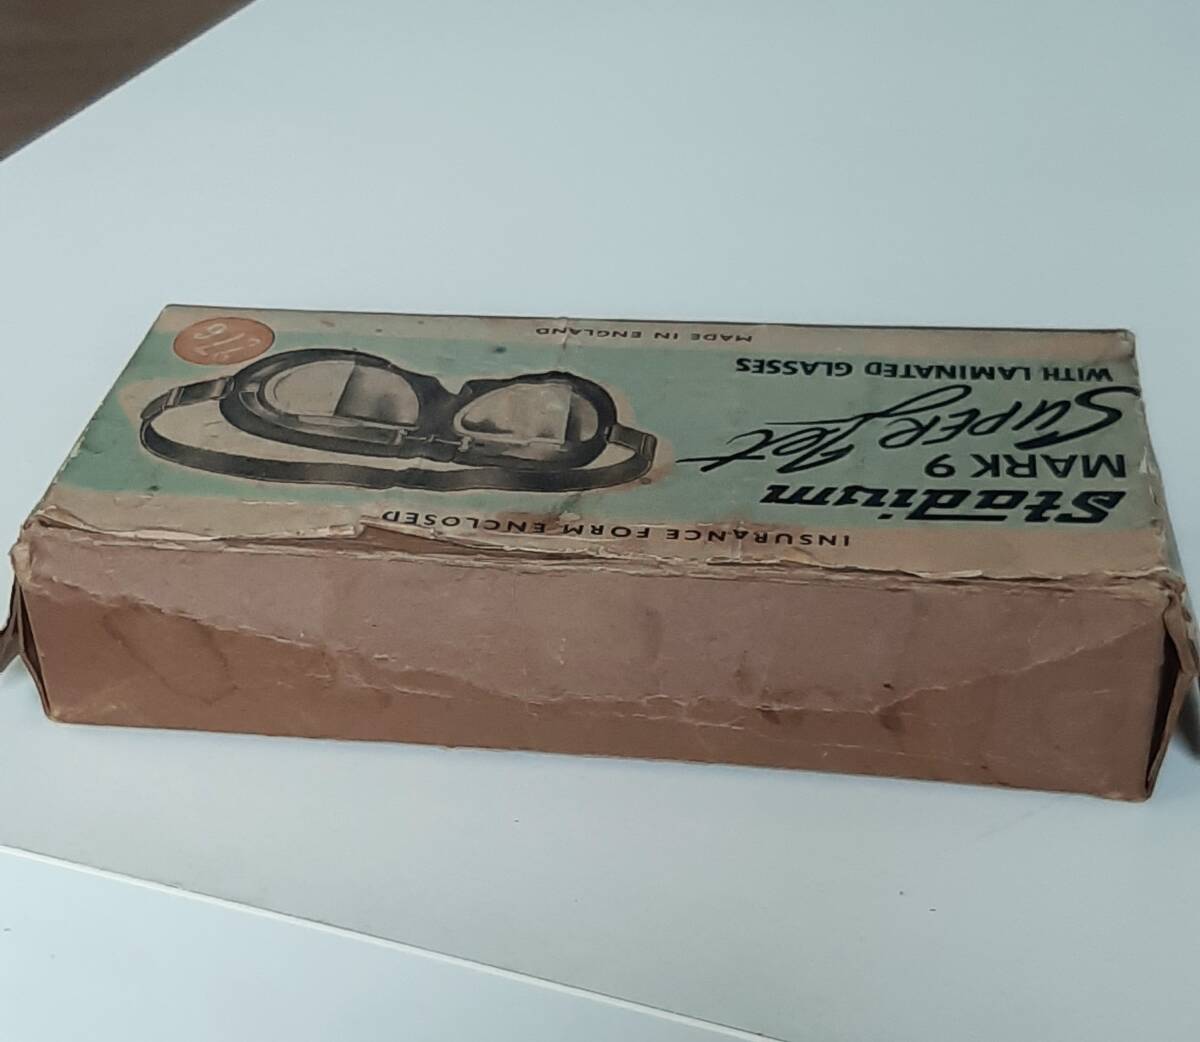 INSURANCE FORM ENCLOSED
Stadium
MARK 9
SUPER Jet
WITH LAMINATED GLASSES
MADE IN ENGLAND